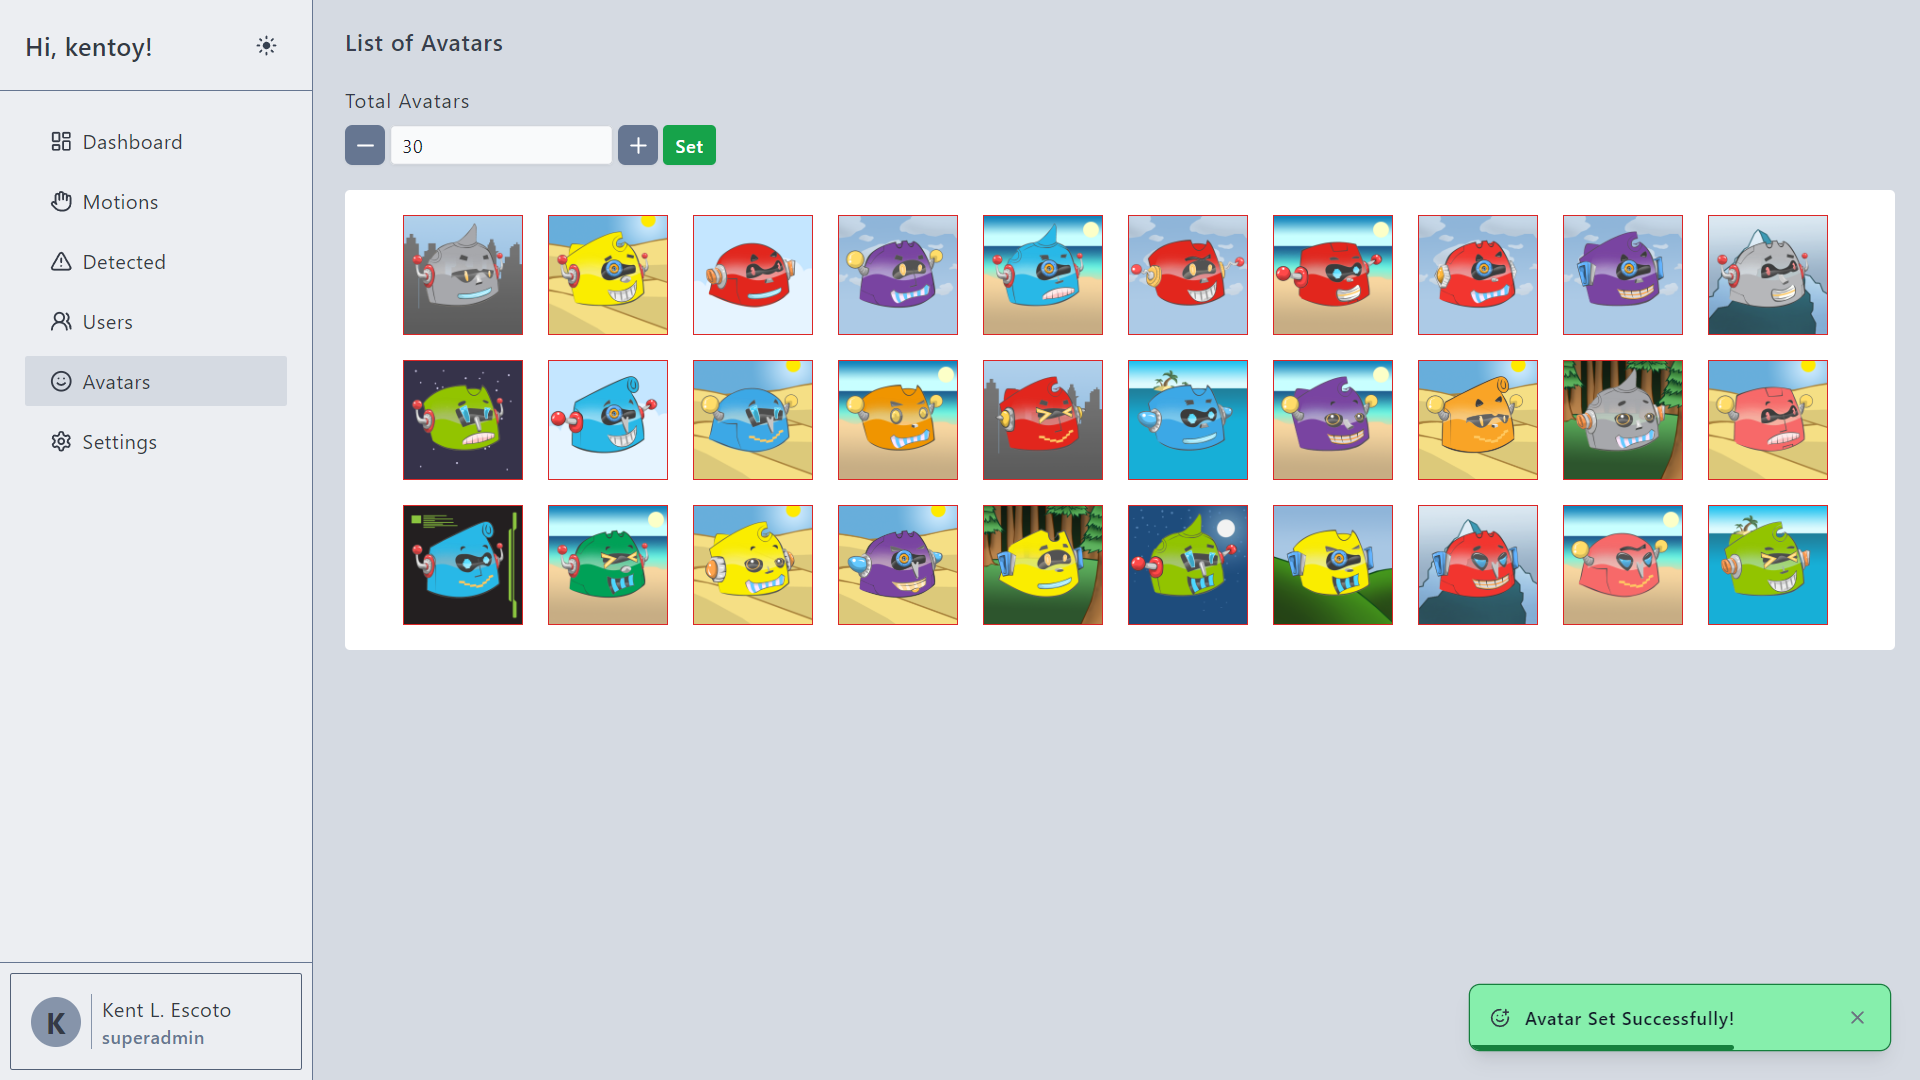 Hi, kentoy!
Dashboard
Motions
Detected
Users
Avatars
Settings
Kent L. Escoto
superadmin
K
List of Avatars
Total Avatars
30
Set
Avatar Set Successfully!